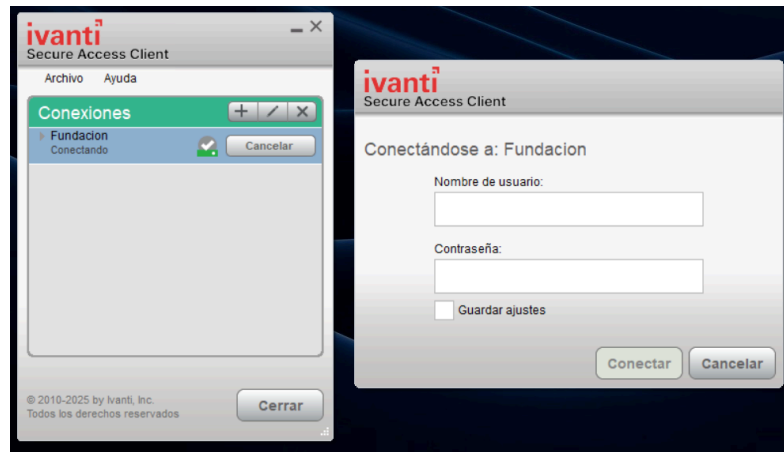 ivanti
Secure Access Client
Archivo Ayuda
Conexiones
Fundacion
Conectando
Cancelar
© 2010-2025 by Ivanti, Inc.
Todos los derechos reservados
Cerrar
ivanti
Secure Access Client
Conectándose a: Fundacion
Nombre de usuario:
Contraseña:
Guardar ajustes
Conectar Cancelar